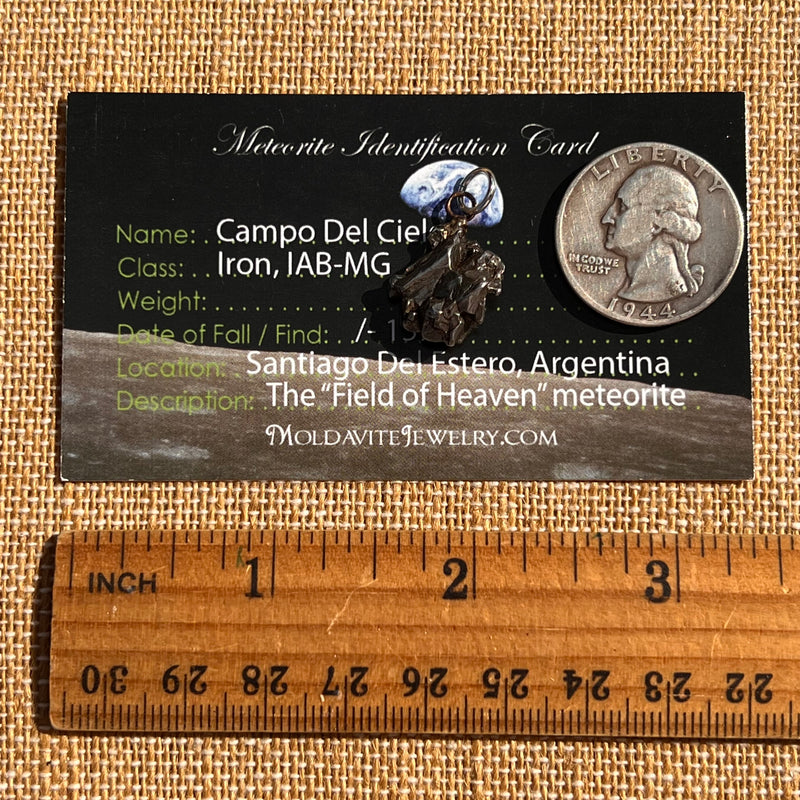 Meteorite Identification Card
LIBERTY
IN GOD WE
TRUST
1944
Name: Campo Del Ciel
Class: Iron, IAB-MG
Weight:
Date of Fall / Find: /- 15
Location: Santiago Del Estero, Argentina
Description: The "Field of Heaven" meteorite
MOLDAVITEJEWELRY.COM
INCH 1 2 3
30 29 28 27 26 25 24 23 22